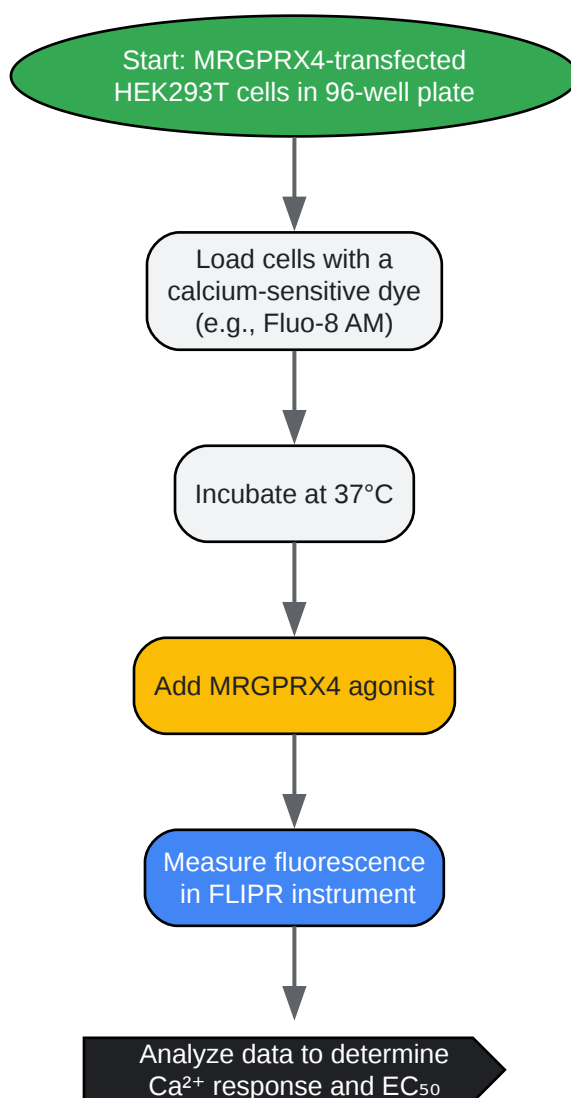 Start: MRGPRX4-transfected
HEK293T cells in 96-well plate
Load cells with a
calcium-sensitive dye
(e.g., Fluo-8 AM)
Incubate at 37°C
Add MRGPRX4 agonist
Measure fluorescence
in FLIPR instrument
Analyze data to determine
Ca²⁺ response and EC₅₀